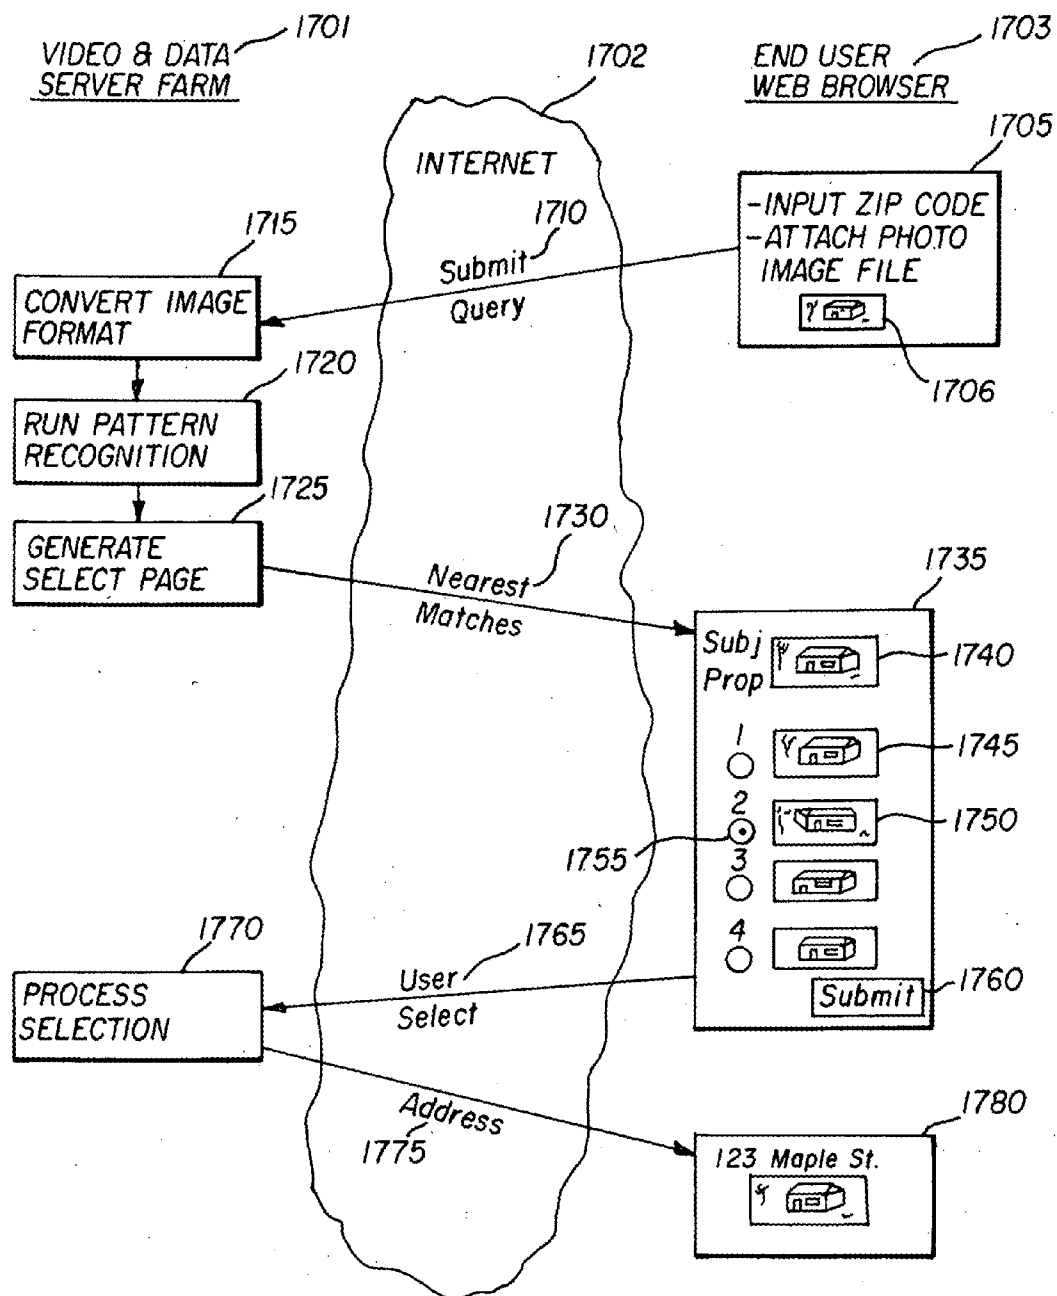 1701
VIDEO & DATA
SERVER FARM
1702
1703
END USER
WEB BROWSER
INTERNET
1705
-INPUT ZIP CODE
-ATTACH PHOTO
IMAGE FILE
1706
1710
Submit
Query
1715
CONVERT IMAGE
FORMAT
1720
RUN PATTERN
RECOGNITION
1725
GENERATE
SELECT PAGE
1730
Nearest
Matches
1735
Subj
Prop
1740
1
1745
2
1750
1755
3
4
1760
Submit
1765
User
Select
1770
PROCESS
SELECTION
Address
1775
1780
123 Maple St.